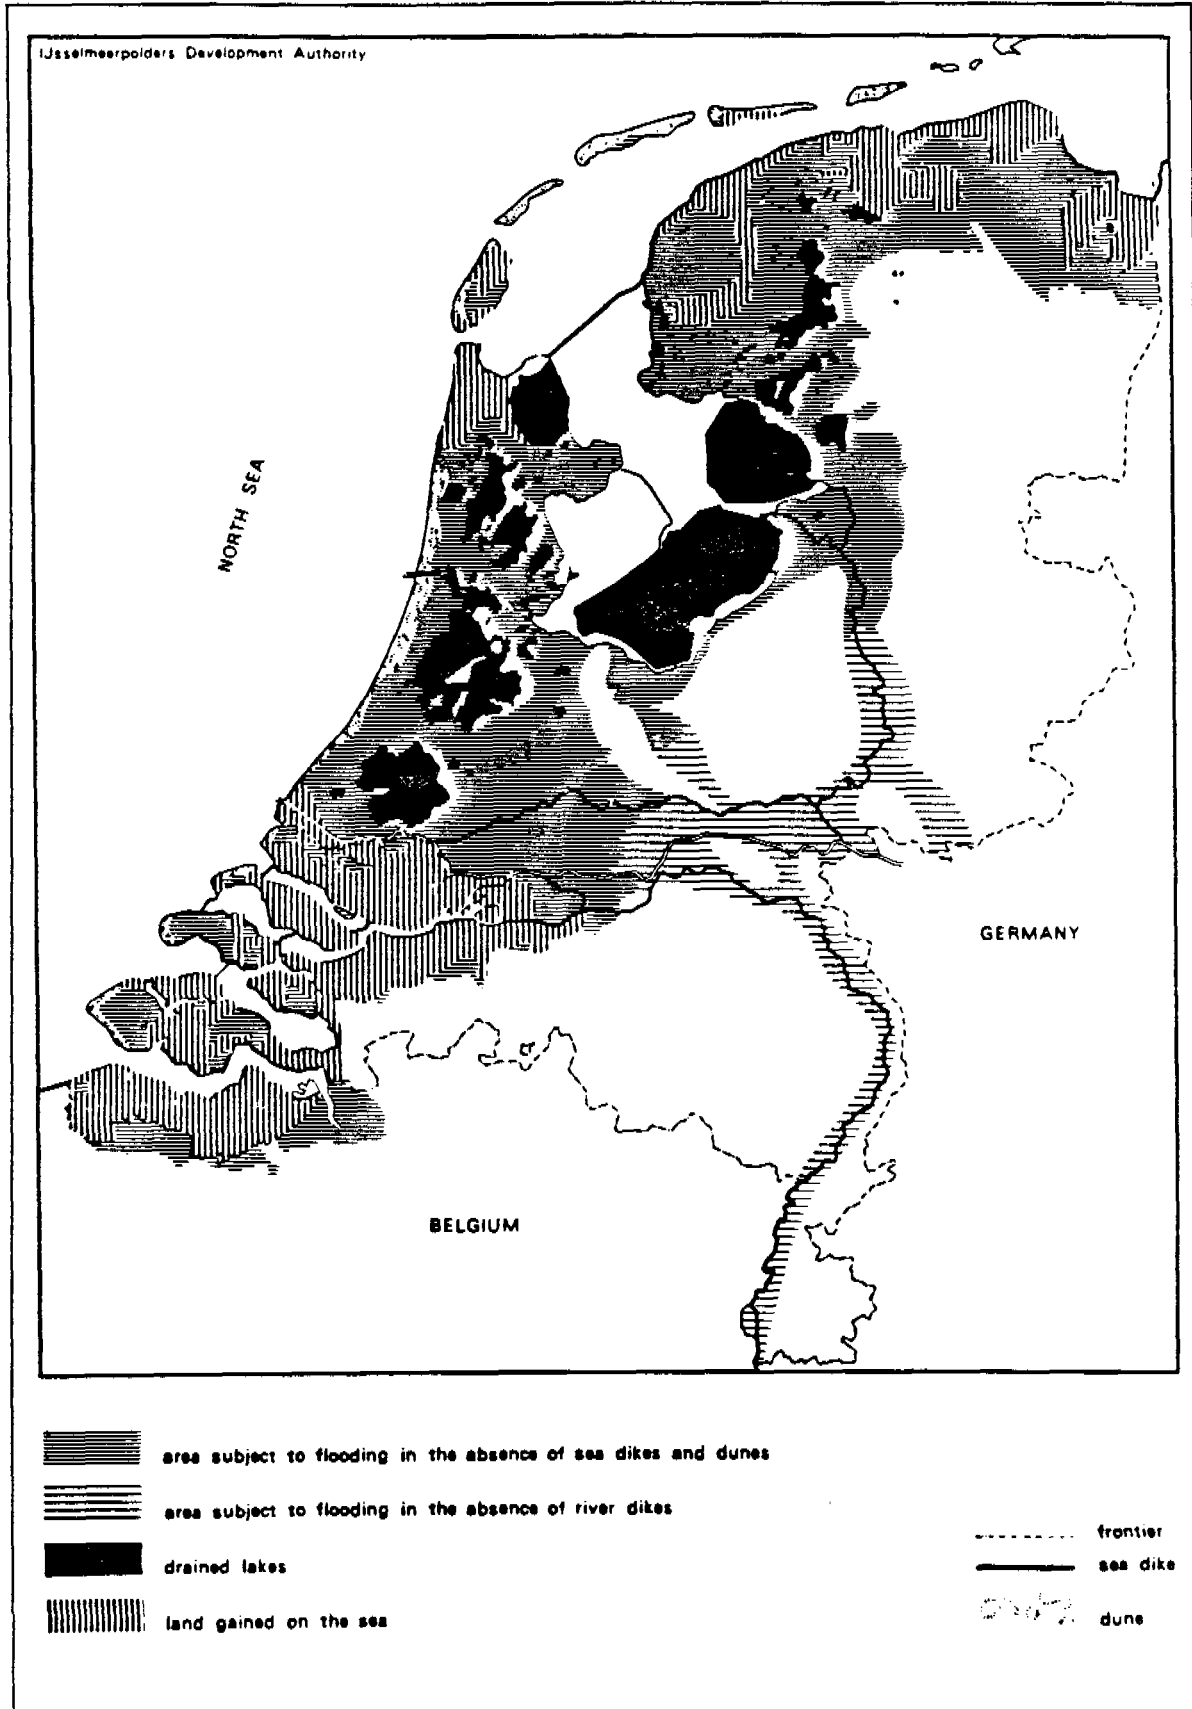 IJsselmeerpolders Development Authority
NORTH SEA
GERMANY
BELGIUM
area subject to flooding in the absence of sea dikes and dunes
area subject to flooding in the absence of river dikes
drained lakes
land gained on the sea
frontier
sea dike
dune